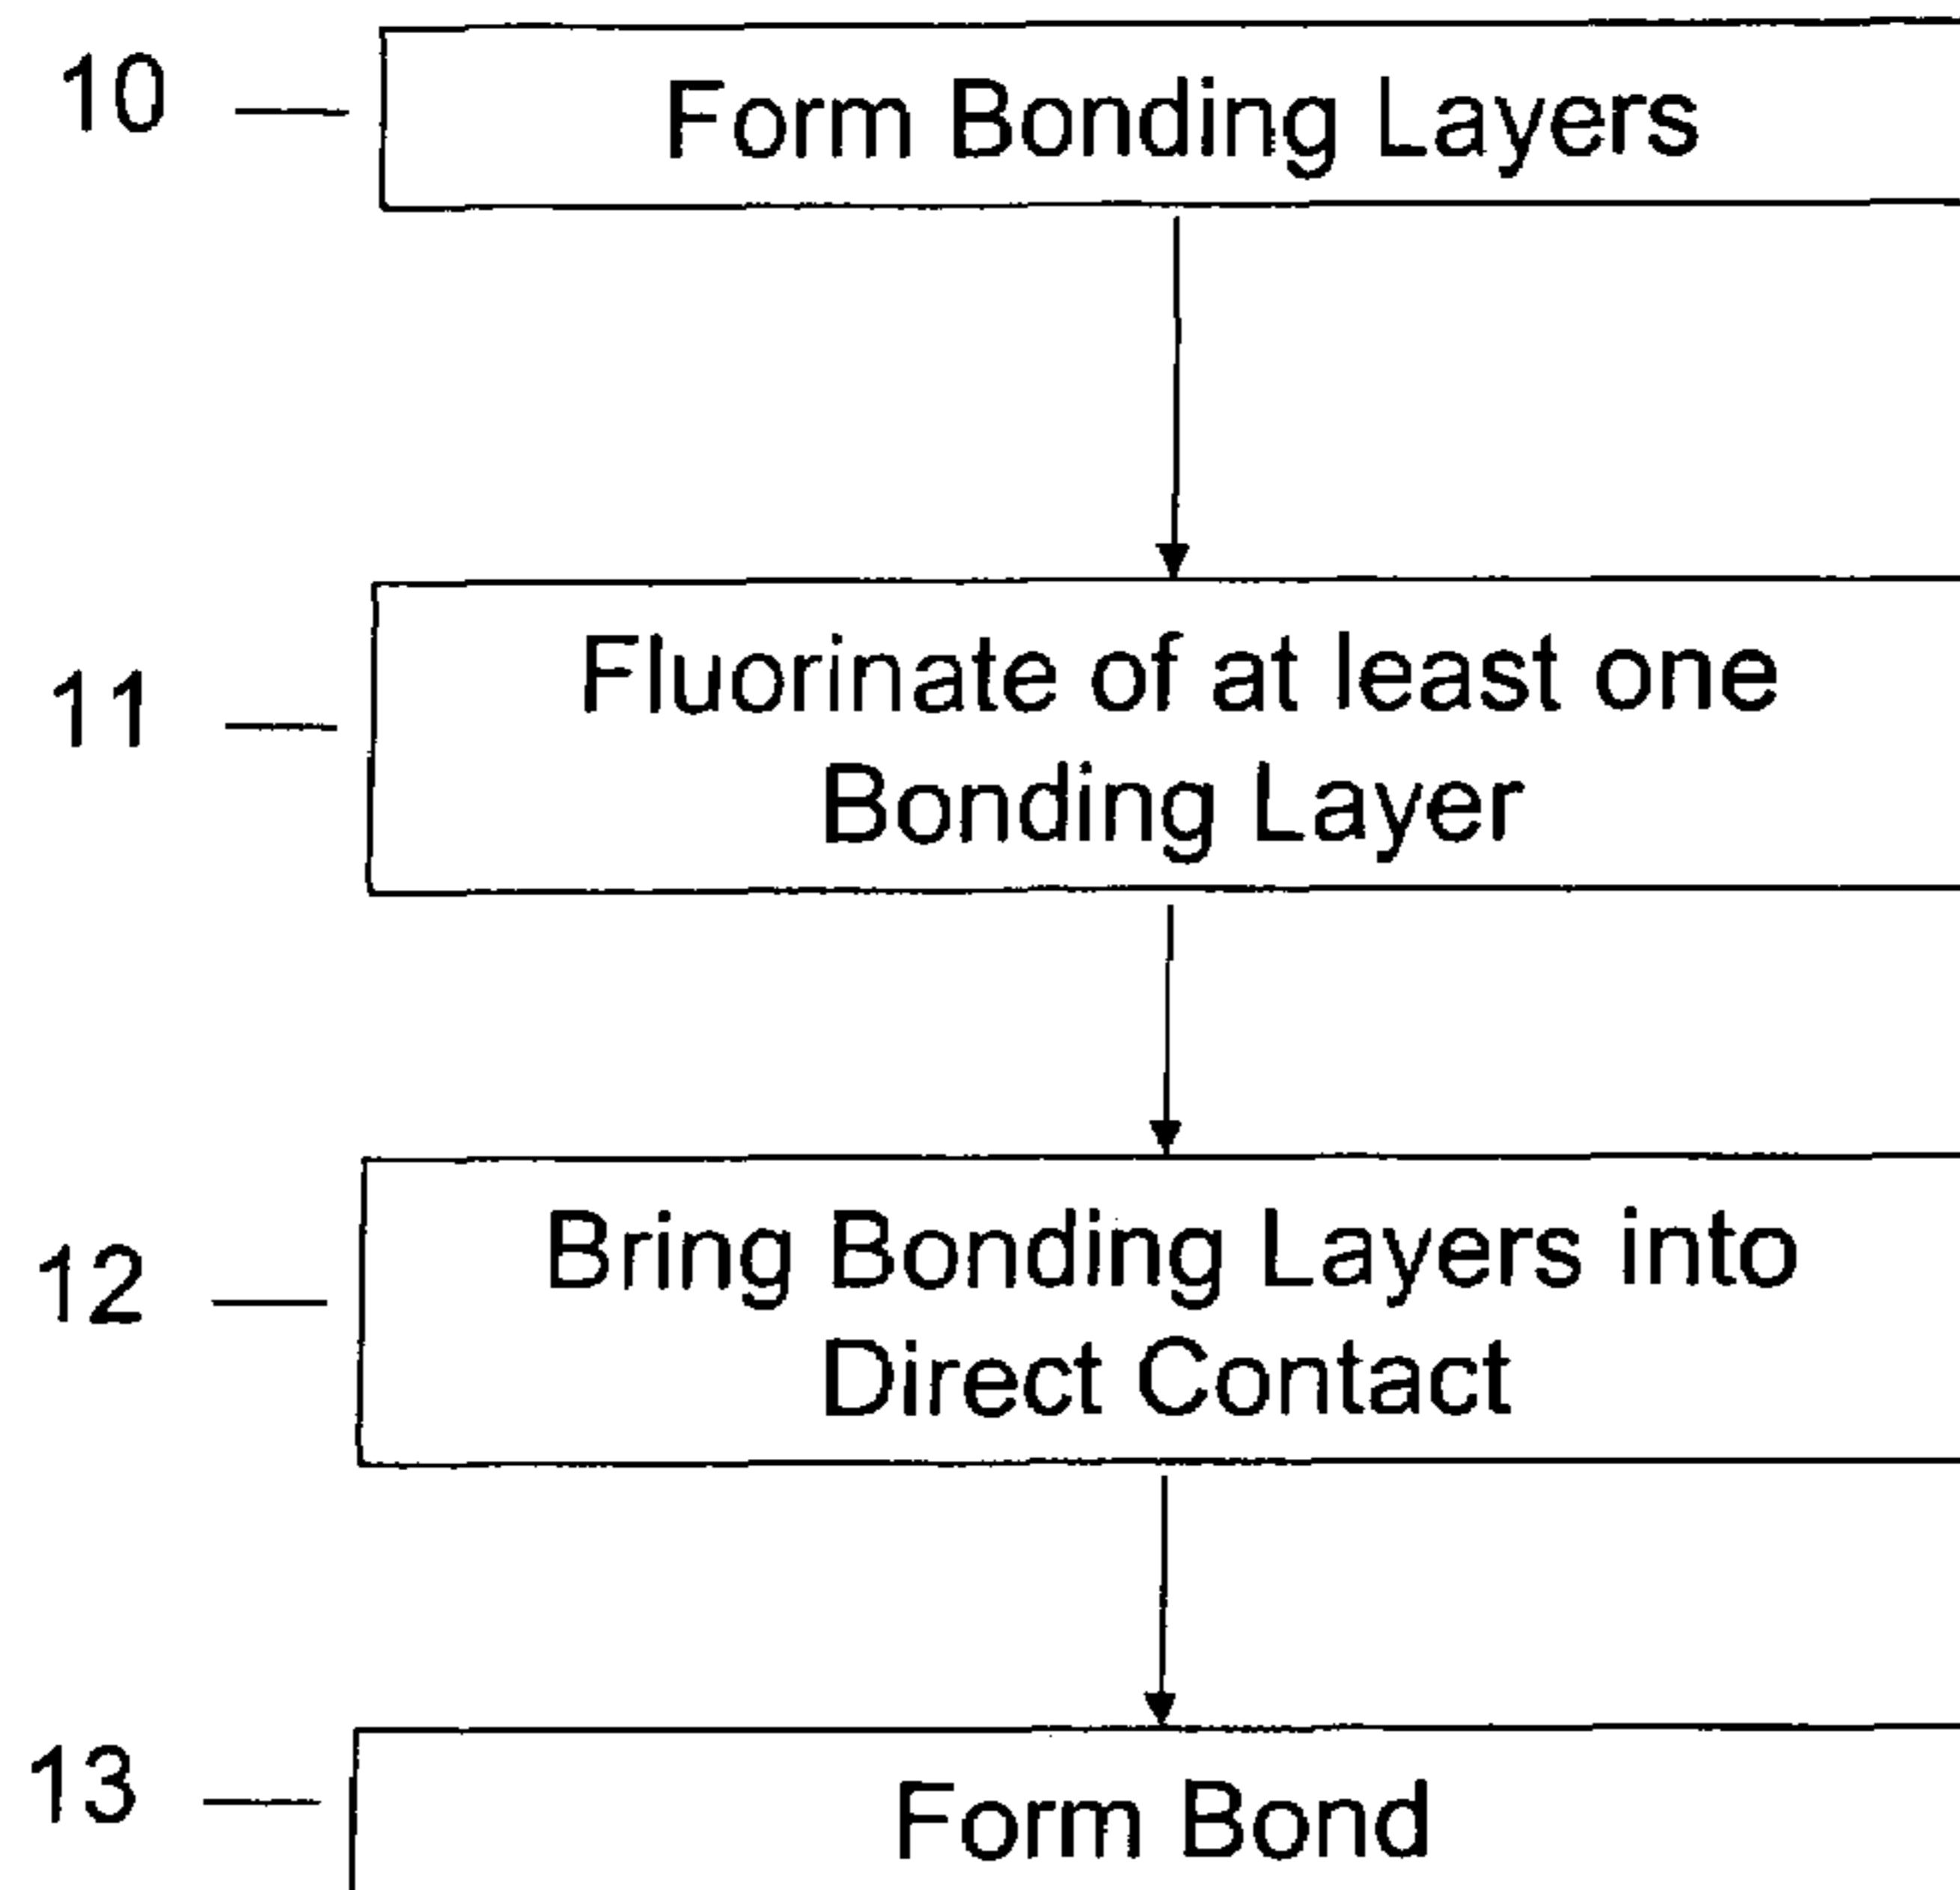 10
Form Bonding Layers
11
Fluorinate of at least one
Bonding Layer
12
Bring Bonding Layers into
Direct Contact
13
Form Bond